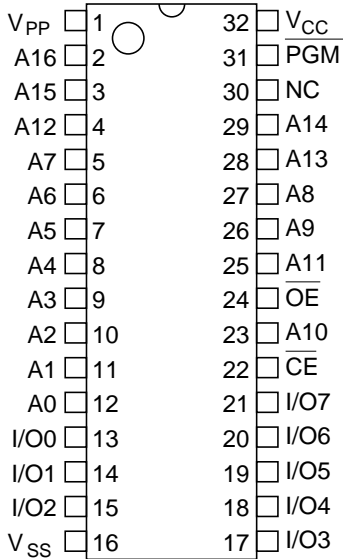 VPP 1 32 VCC
A16 2 31 PGM
A15 3 30 NC
A12 4 29 A14
A7 5 28 A13
A6 6 27 A8
A5 7 26 A9
A4 8 25 A11
A3 9 24 OE
A2 10 23 A10
A1 11 22 CE
A0 12 21 I/O7
I/O0 13 20 I/O6
I/O1 14 19 I/O5
I/O2 15 18 I/O4
VSS 16 17 I/O3